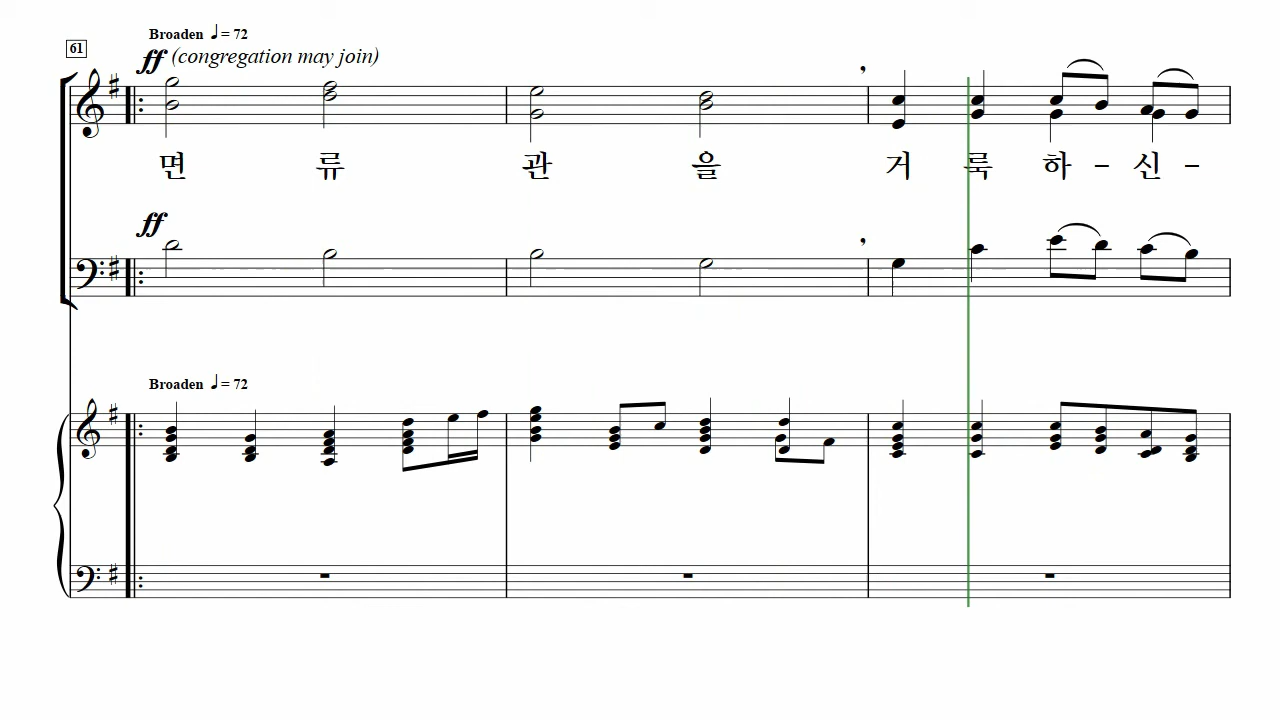 Broaden ♩= 72
61
ff (congregation may join)
면 류 관 을 거 룩 하 - 신 -
ff
Broaden ♩= 72